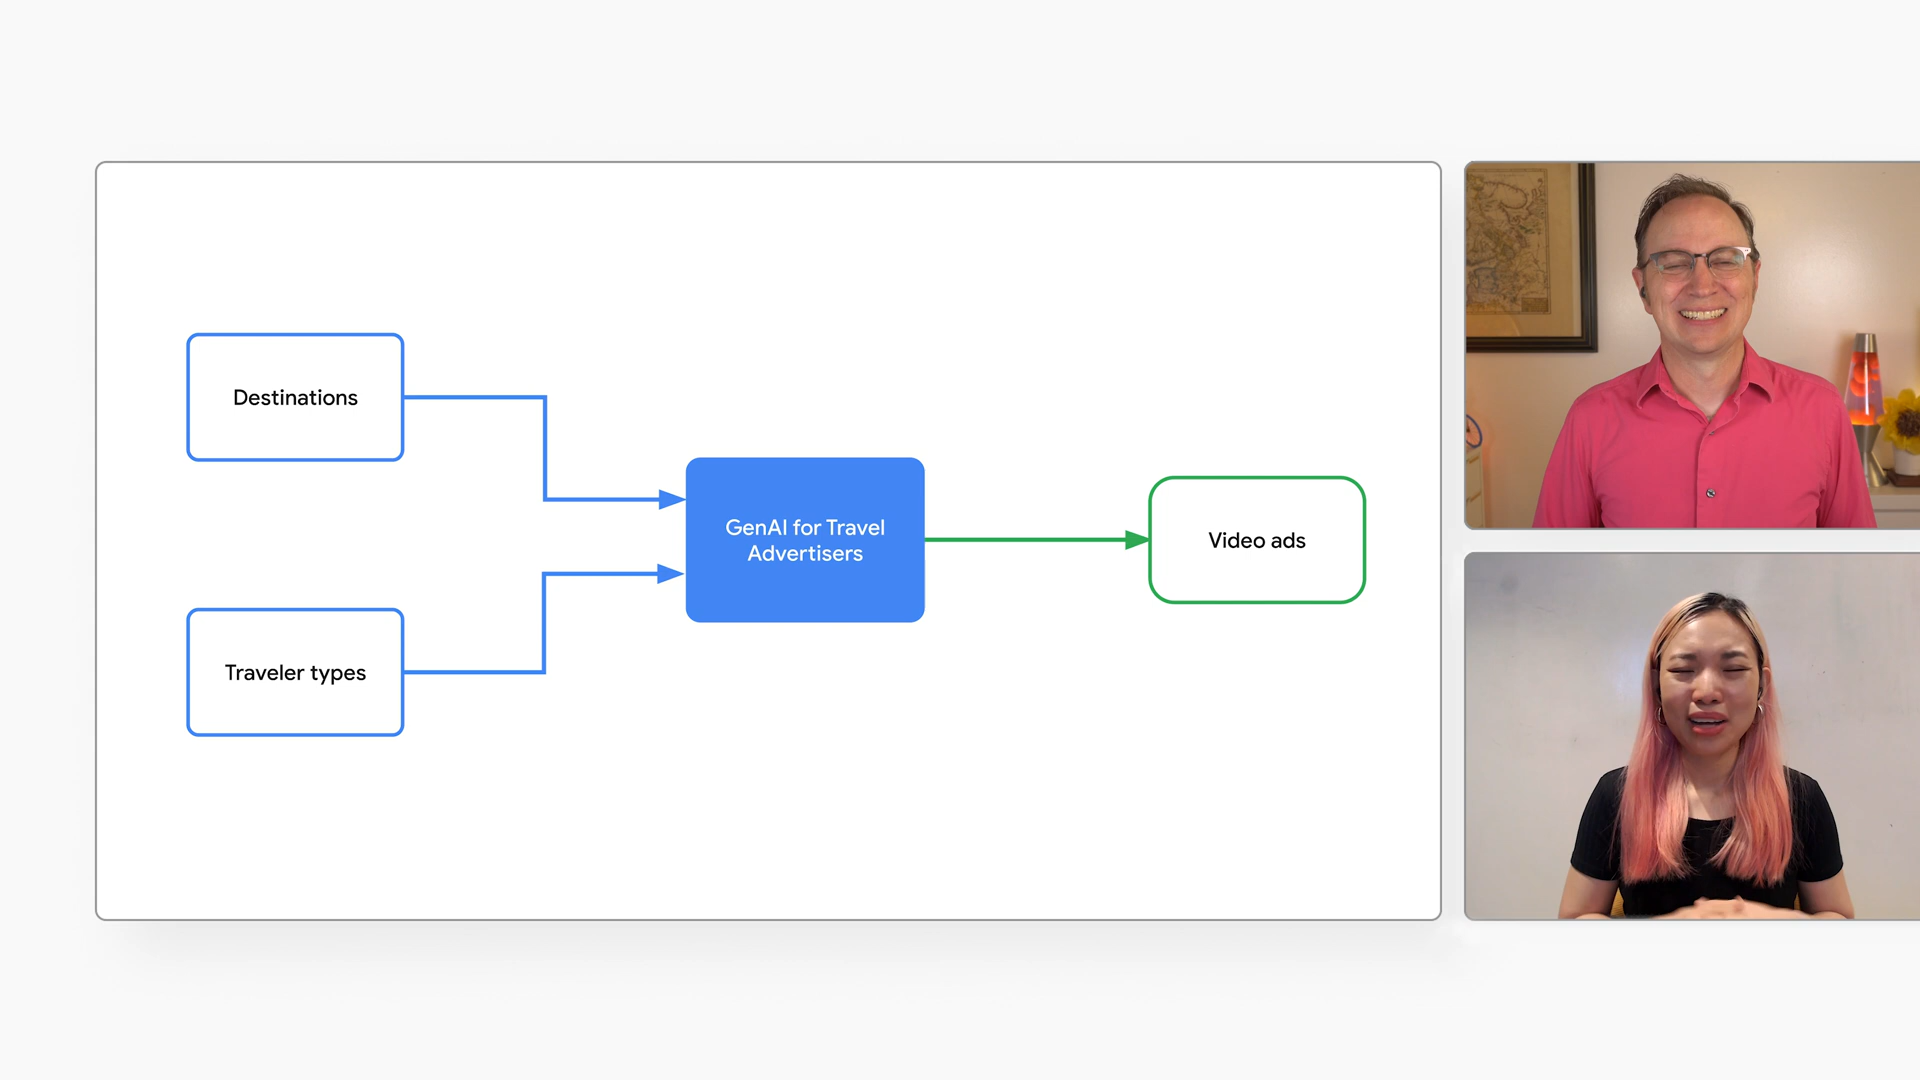 Destinations
GenAI for Travel
Advertisers
Video ads
Traveler types